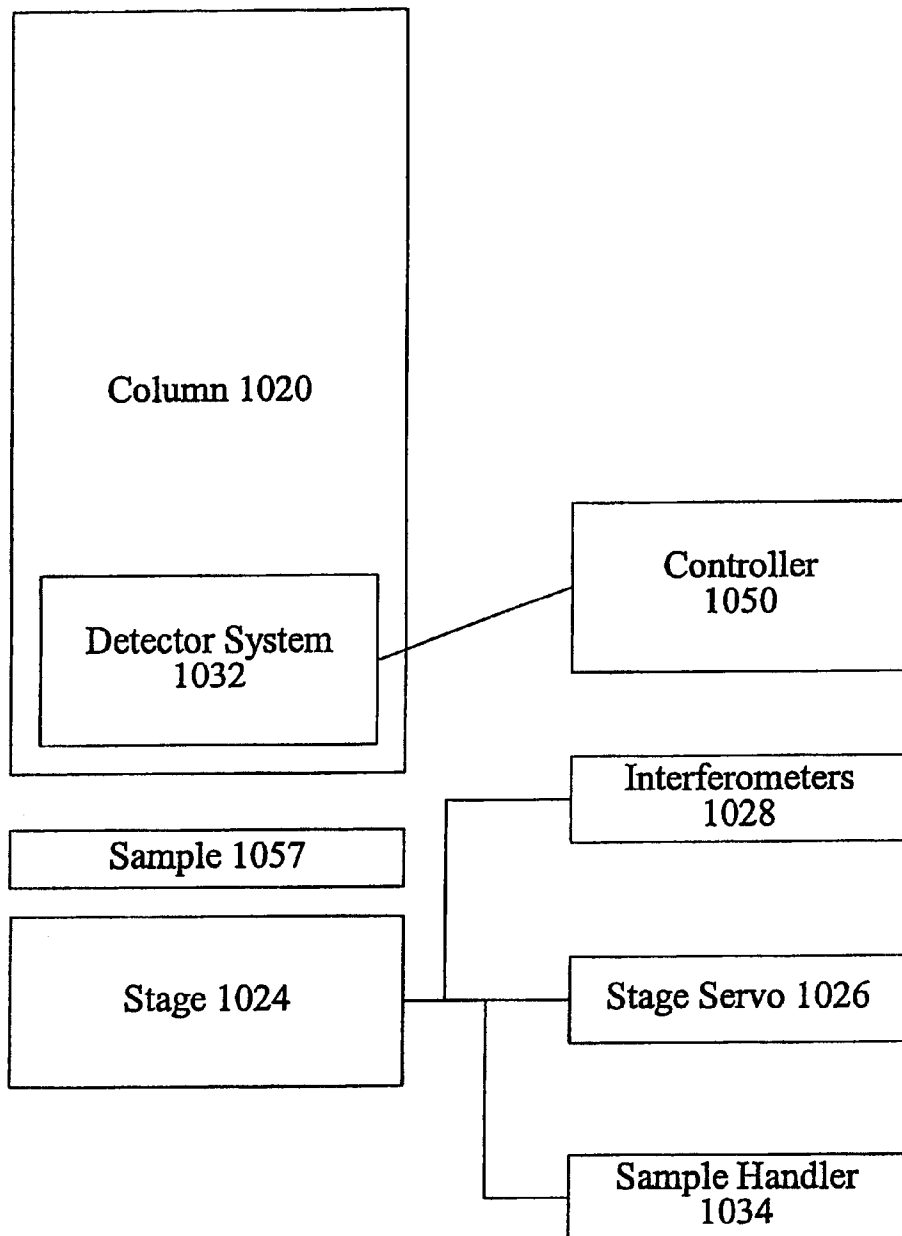 Column 1020
Controller
1050
Detector System
1032
Interferometers
1028
Sample 1057
Stage 1024
Stage Servo 1026
Sample Handler
1034